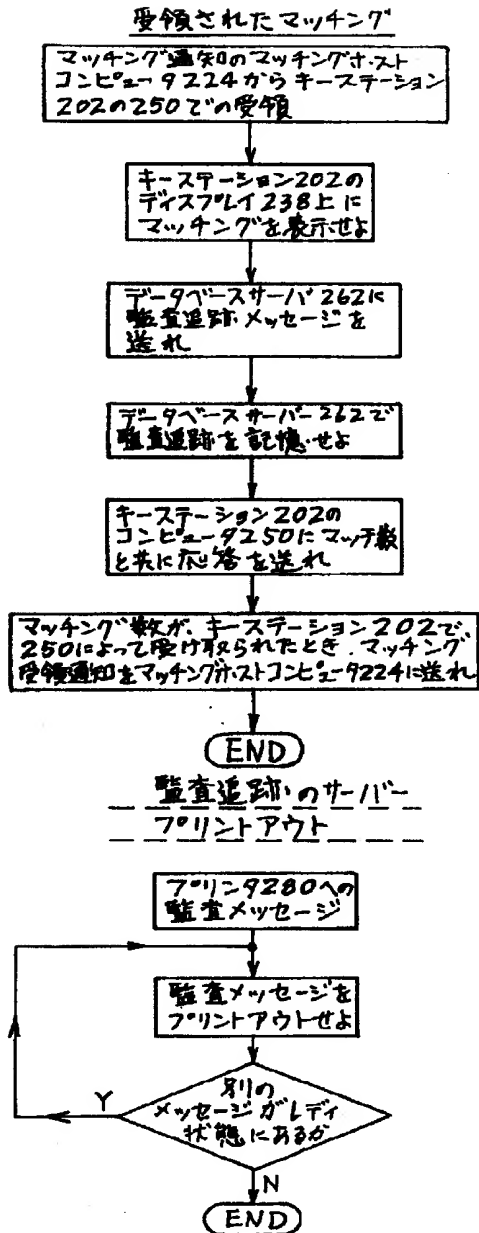 受領されたマッチング
マッチング通知のマッチングホスト
コンピュータ224からキーステーション
202の250での受領
キーステーション202の
ディスプレイ238上に
マッチングを表示せよ
データベースサーバ262に
監査追跡メッセージを
送れ
データベースサーバー262で
監査追跡を記憶せよ
キーステーション202の
コンピュータ250にマッチ数
と共に応答を送れ
マッチング数が、キーステーション202で
250によって受け取られたとき、マッチング
受領通知をマッチングホストコンピュータ224に送れ
END
監査追跡のサーバー
プリントアウト
プリンタ280への
監査メッセージ
監査メッセージを
プリントアウトせよ
別の
メッセージがレディ
状態にあるか
Y
N
END